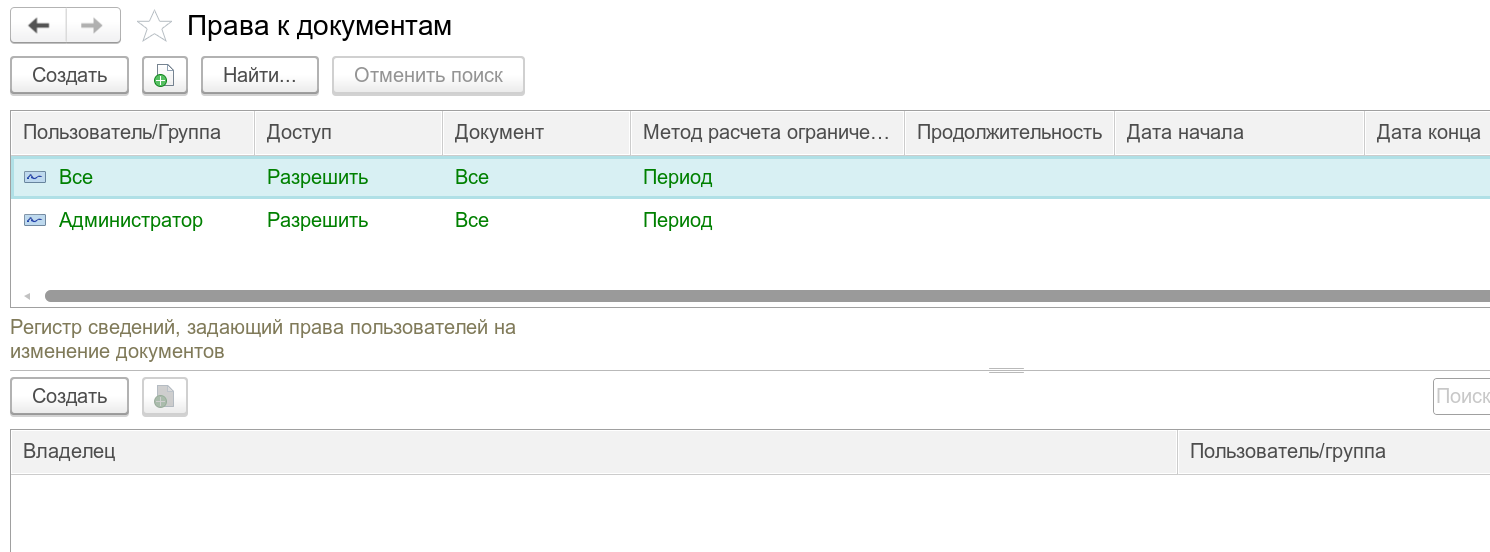 Права к документам
Создать Найти... Отменить поиск
Пользователь/Группа Доступ Документ Метод расчета ограниче... Продолжительность Дата начала Дата конца
Все Разрешить Все Период
Администратор Разрешить Все Период
Регистр сведений, задающий права пользователей на
изменение документов
Создать Поиск
Владелец Пользователь/группа